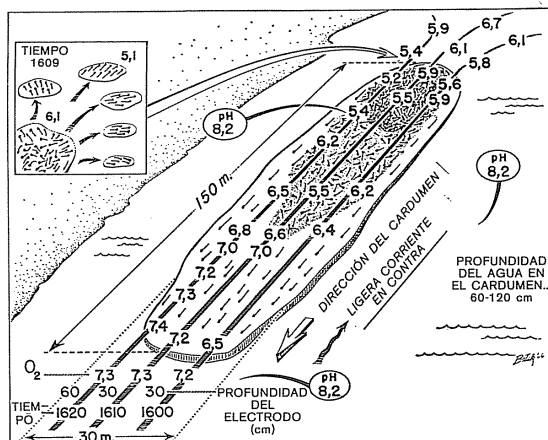 TIEMPO
1609
5,1
6,1
5,9
6,7
5,4
6,1
6,1
5,2
5,9
5,8
5,4
5,5
5,6
5,9
pH
8,2
6,2
pH
8,2
150 m.
6,5
5,5
6,2
6,8
6,6
6,4
7,0
7,0
7,2
7,3
7,4
7,2
6,5
DIRECCIÓN DEL CARDUMEN
LIGERA CORRIENTE
EN CONTRA
PROFUNDIDAD
DEL AGUA EN
EL CARDUMEN..
60-120 cm
O₂
7,3
7,3
7,2
60
30
30
TIEM-
PO
1620
1610
1600
PROFUNDIDAD
DEL
ELECTRODO
(cm)
pH
8,2
30 m.